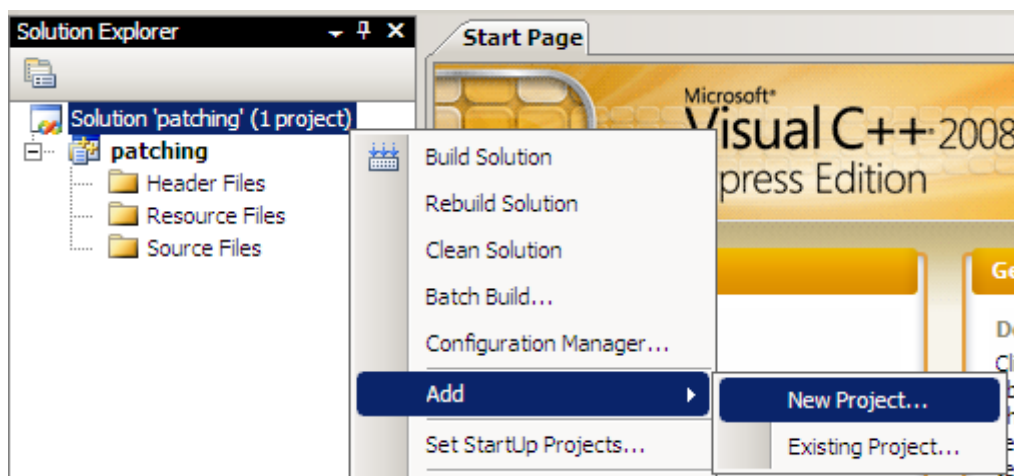 Solution Explorer
Start Page
Microsoft®
Visual C++ 2008
press Edition
Solution 'patching' (1 project)
patching
Header Files
Resource Files
Source Files
Build Solution
Rebuild Solution
Clean Solution
Batch Build...
Configuration Manager...
Add
Set StartUp Projects...
New Project...
Existing Project...